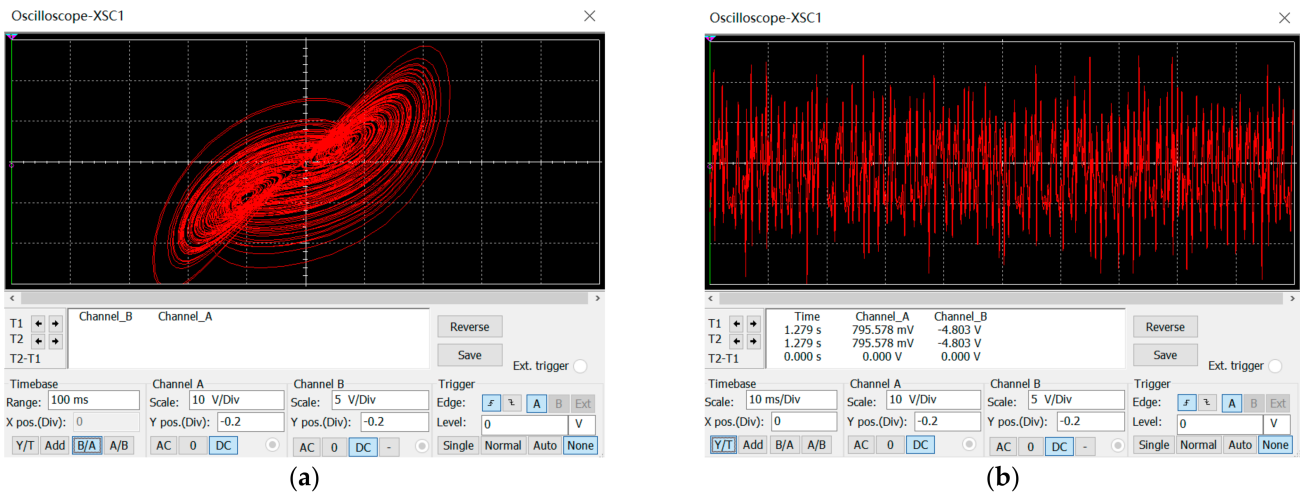 Oscilloscope-XSC1
T1
T2
T2-T1
Channel_B Channel_A
Reverse
Save
Ext. trigger
Timebase
Range: 100 ms
X pos.(Div): 0
Y/T Add B/A A/B
Channel A
Scale: 10 V/Div
Y pos.(Div): -0.2
AC 0 DC
Channel B
Scale: 5 V/Div
Y pos.(Div): -0.2
AC 0 DC -
Trigger
Edge: A B Ext
Level: 0 V
Single Normal Auto None
(a)
Oscilloscope-XSC1
T1
T2
T2-T1
Time Channel_A Channel_B
1.279 s 795.578 mV -4.803 V
1.279 s 795.578 mV -4.803 V
0.000 s 0.000 V 0.000 V
Reverse
Save
Ext. trigger
Timebase
Scale: 10 ms/Div
X pos.(Div): 0
Y/T Add B/A A/B
Channel A
Scale: 10 V/Div
Y pos.(Div): -0.2
AC 0 DC
Channel B
Scale: 5 V/Div
Y pos.(Div): -0.2
AC 0 DC -
Trigger
Edge: A B Ext
Level: 0 V
Single Normal Auto None
(b)